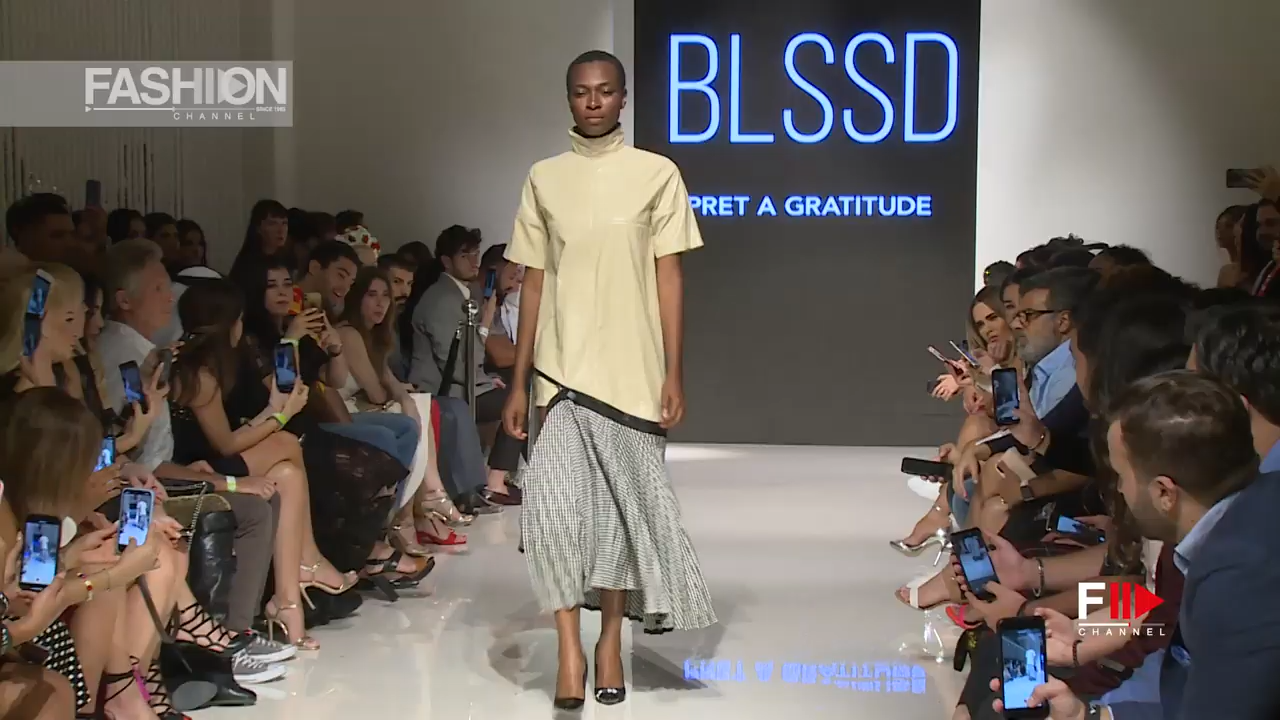 FASHION
SINCE 1985
CHANNEL
BLSSD
PRET A GRATITUDE
F
CHANNEL